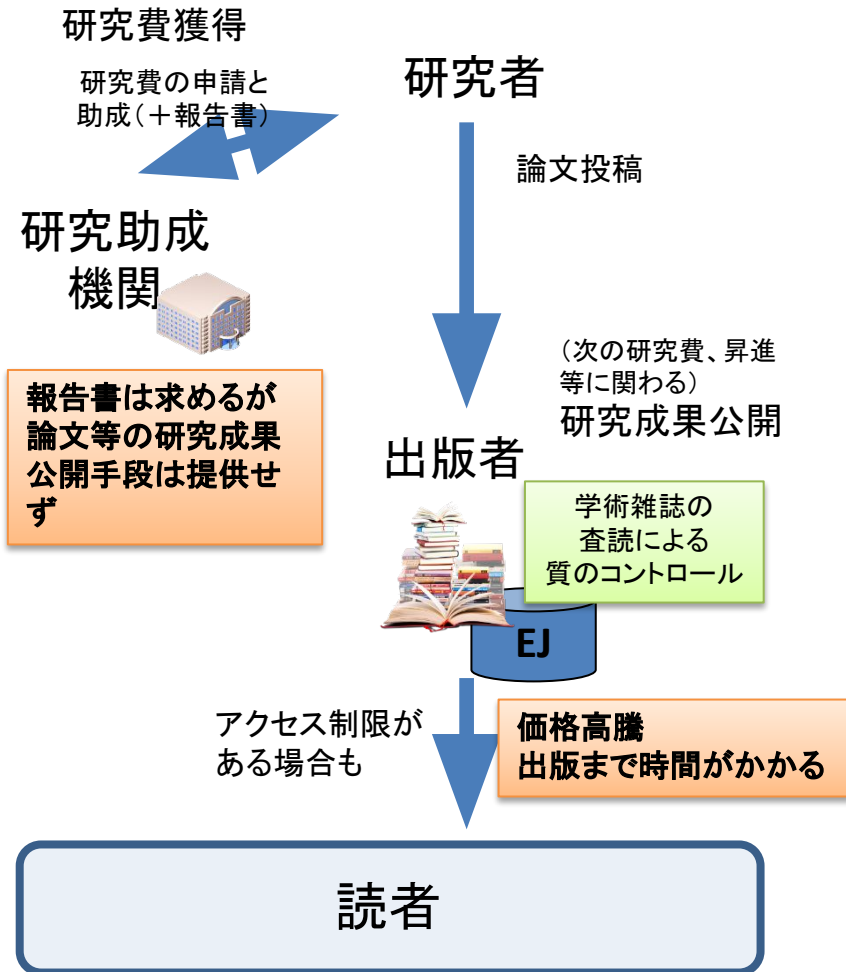 研究費獲得
研究費の申請と
助成(＋報告書)
研究者
論文投稿
研究助成
機関
報告書は求めるが
論文等の研究成果
公開手段は提供せ
ず
（次の研究費、昇進
等に関わる）
研究成果公開
出版者
学術雑誌の
査読による
質のコントロール
EJ
アクセス制限が
ある場合も
価格高騰
出版まで時間がかかる
読者